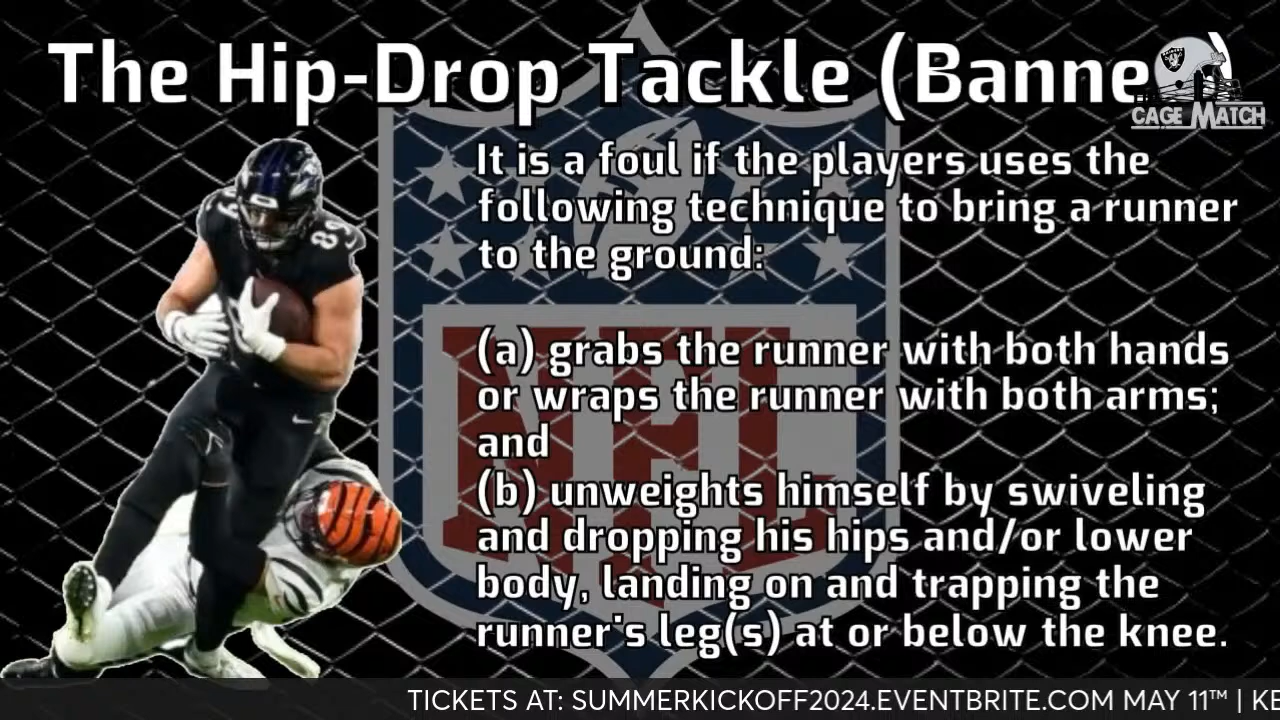 The Hip-Drop Tackle (Banne
It is a foul if the players uses the
following technique to bring a runner
to the ground:
(a) grabs the runner with both hands
or wraps the runner with both arms;
and
(b) unweights himself by swiveling
and dropping his hips and/or lower
body, landing on and trapping the
runner's leg(s) at or below the knee.
CAGE MATCH
RAIDERS
89
NFL
TICKETS AT: SUMMERKICKOFF2024.EVENTBRITE.COM MAY 11™ | KE